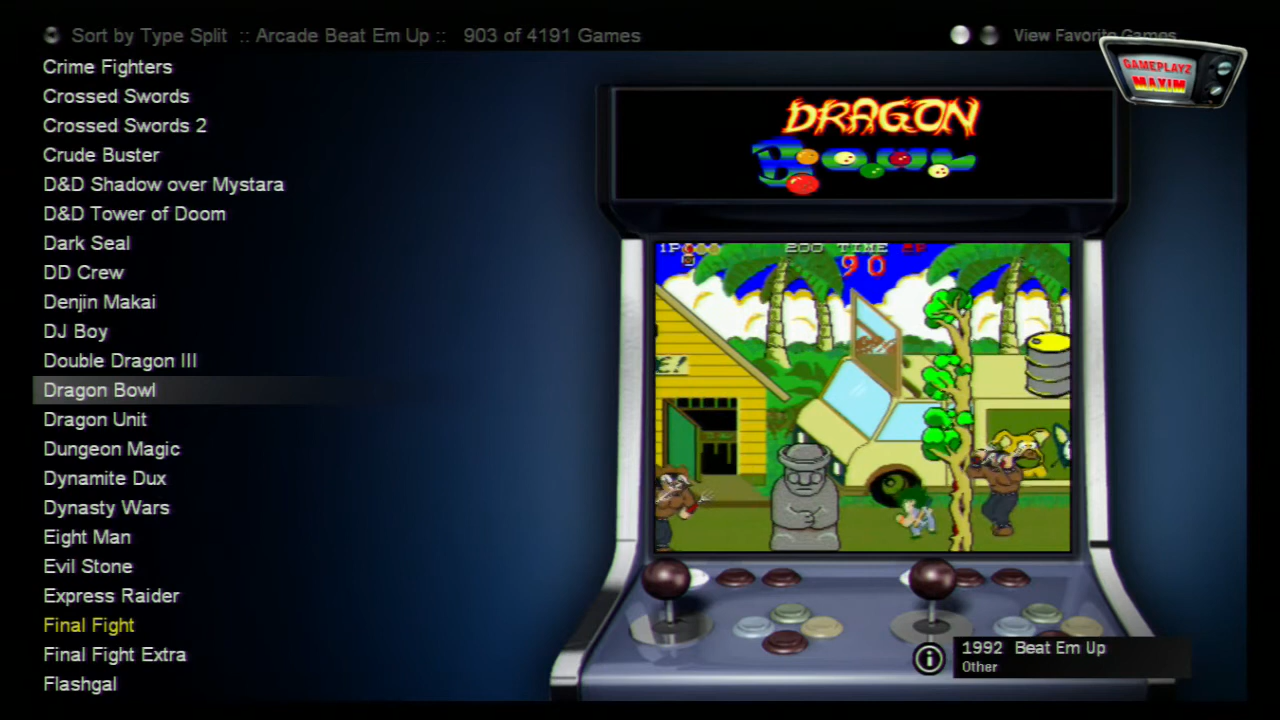 Sort by Type Split :: Arcade Beat Em Up :: 903 of 4191 Games
View Favorite Games
GAMEPLAYZ
MAXIM
Crime Fighters
Crossed Swords
Crossed Swords 2
Crude Buster
D&D Shadow over Mystara
D&D Tower of Doom
Dark Seal
DD Crew
Denjin Makai
DJ Boy
Double Dragon III
Dragon Bowl
Dragon Unit
Dungeon Magic
Dynamite Dux
Dynasty Wars
Eight Man
Evil Stone
Express Raider
Final Fight
Final Fight Extra
Flashgal
DRAGON
BOWL
1P
200 TIME
90
E!
1992 Beat Em Up
Other